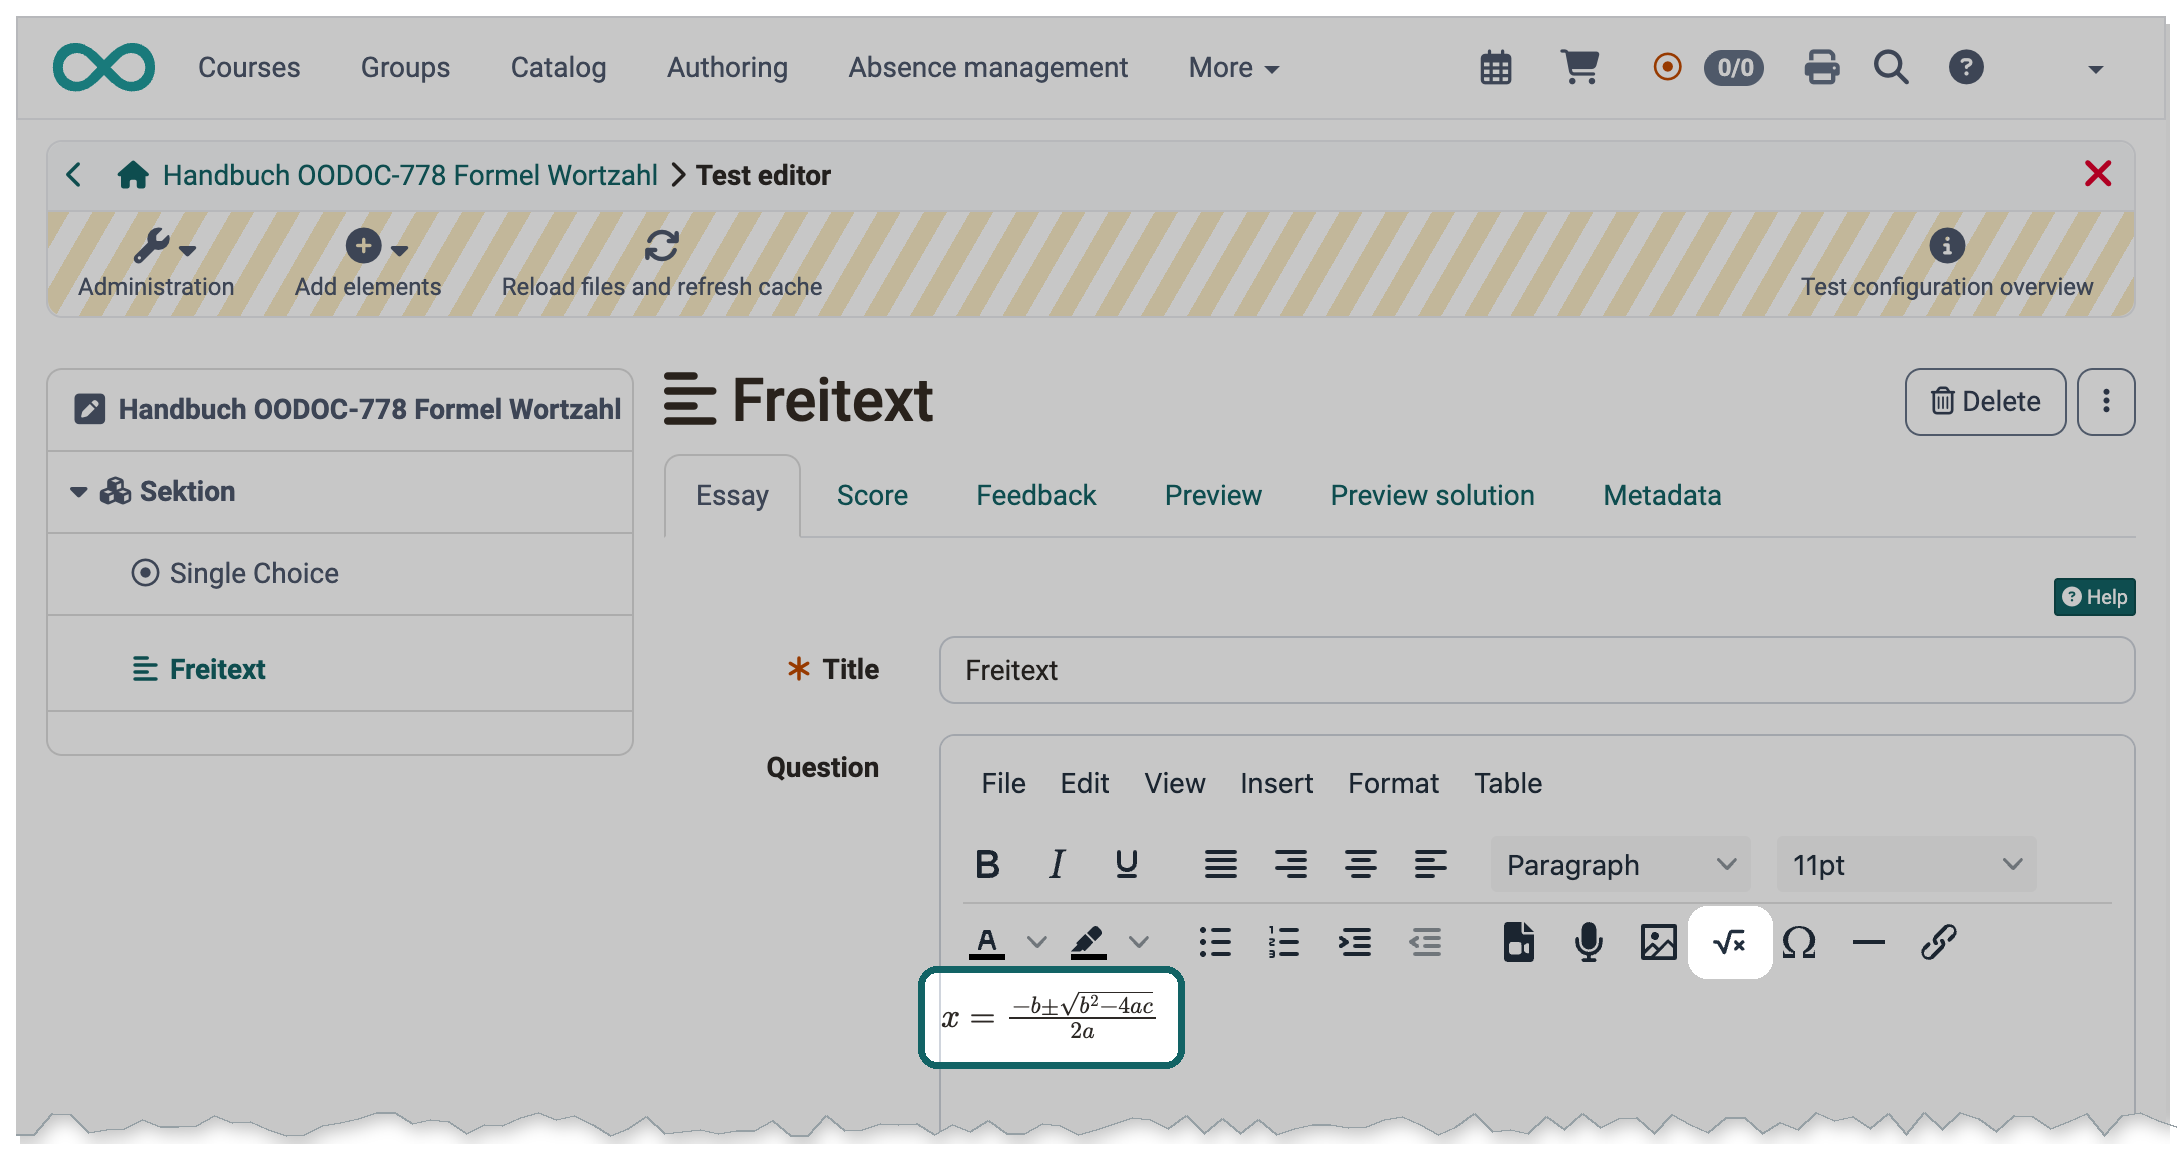 Courses Groups Catalog Authoring Absence management More 0/0
Handbuch OODOC-778 Formel Wortzahl > Test editor
Administration Add elements Reload files and refresh cache Test configuration overview
Handbuch OODOC-778 Formel Wortzahl
Sektion
Single Choice
Freitext
Freitext
Delete
Essay Score Feedback Preview Preview solution Metadata
Help
* Title Freitext
Question
File Edit View Insert Format Table
B I U Paragraph 11pt
A √x Ω
x = \frac{-b±\sqrt{b^2-4ac}}{2a}